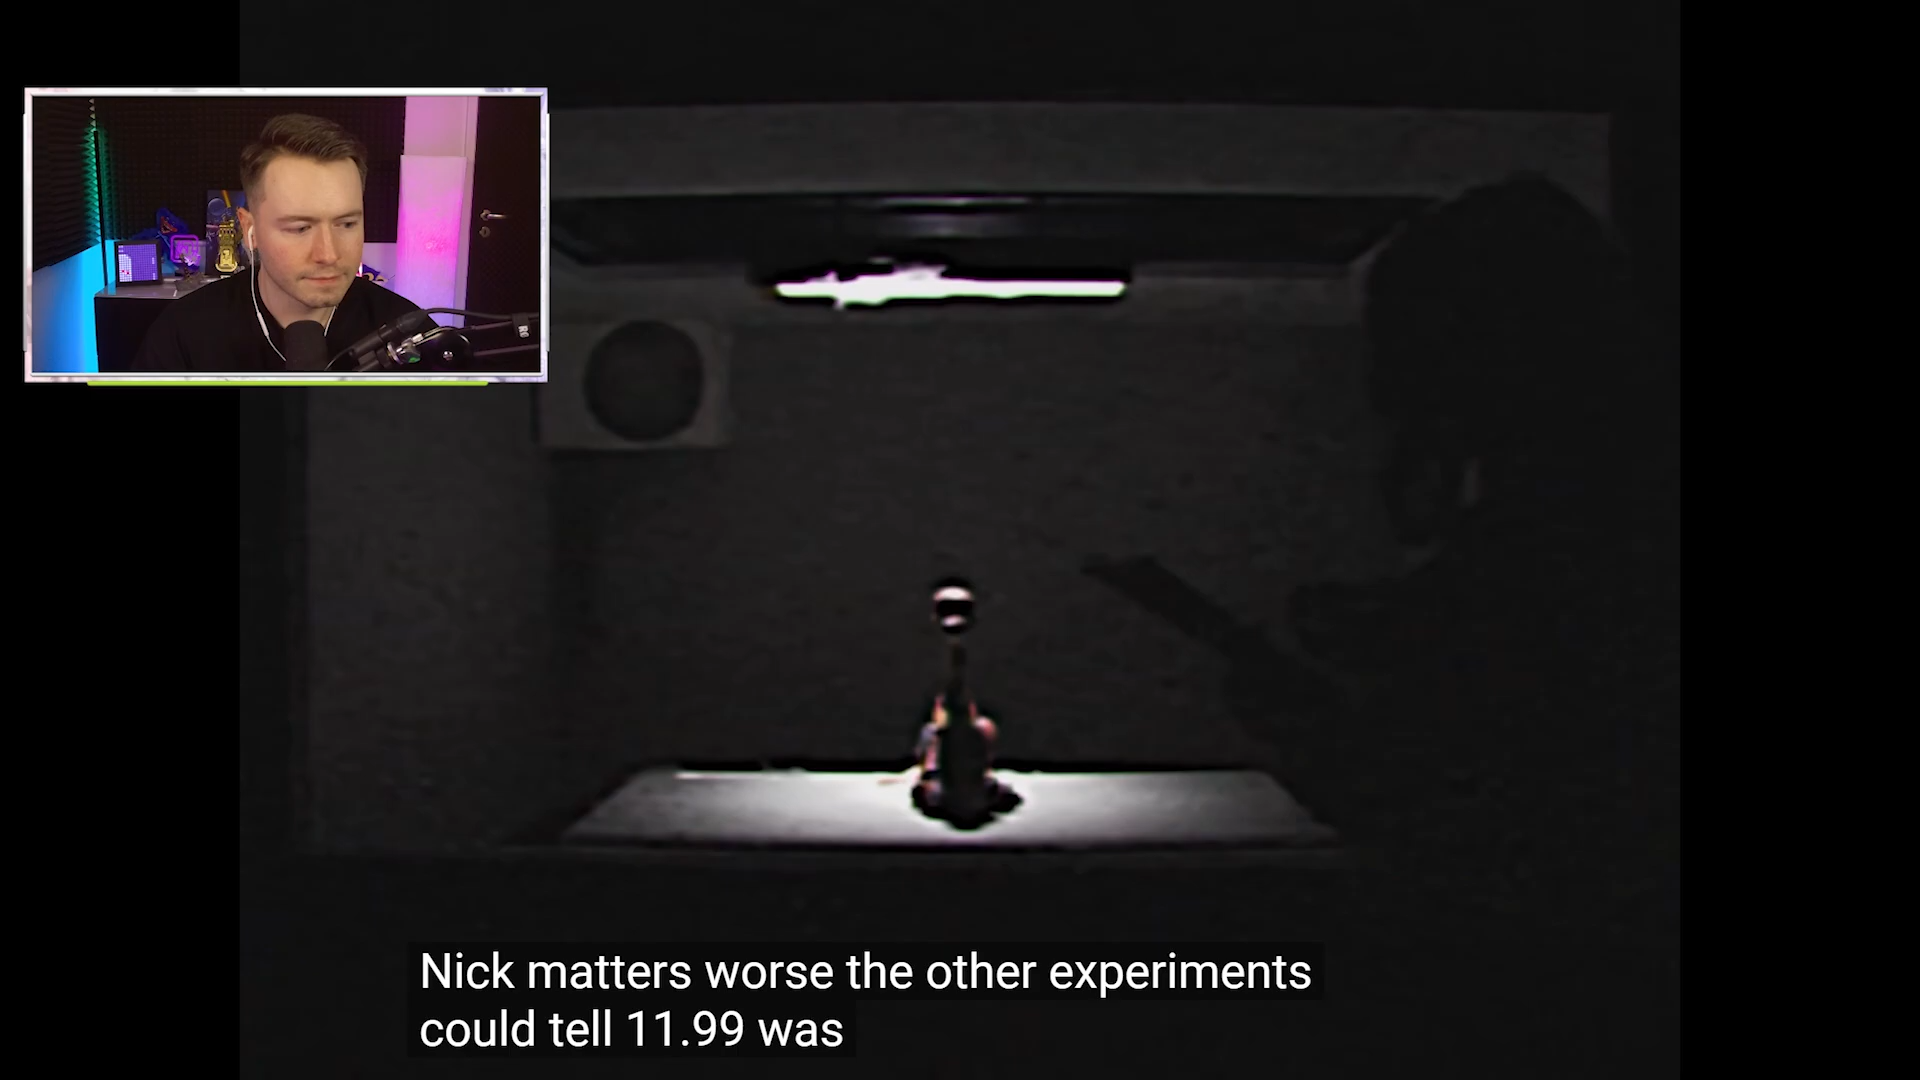 Nick matters worse the other experiments
could tell 11.99 was